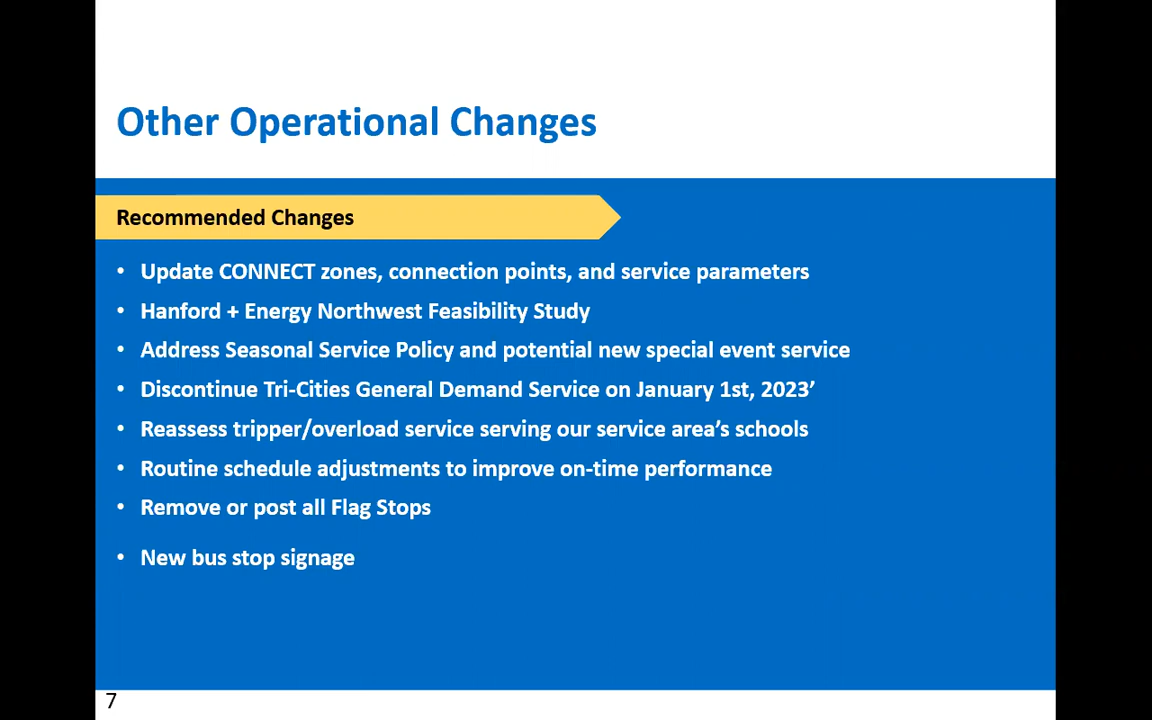 Other Operational Changes
Recommended Changes
• Update CONNECT zones, connection points, and service parameters
• Hanford + Energy Northwest Feasibility Study
• Address Seasonal Service Policy and potential new special event service
• Discontinue Tri-Cities General Demand Service on January 1st, 2023’
• Reassess tripper/overload service serving our service area’s schools
• Routine schedule adjustments to improve on-time performance
• Remove or post all Flag Stops
• New bus stop signage
7